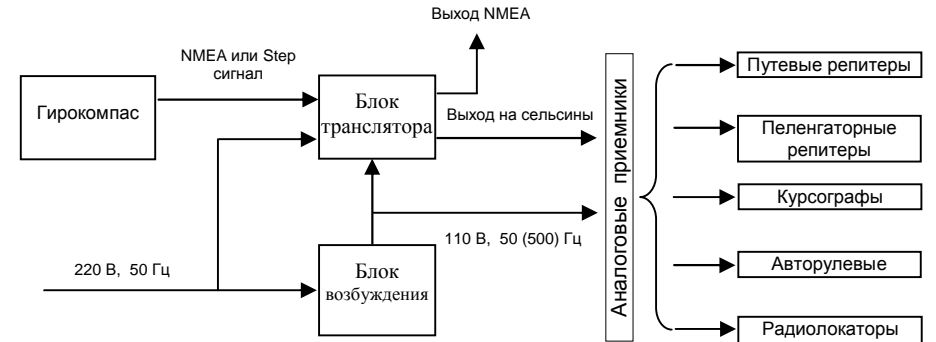 Выход NMEA
NMEA или Step
сигнал
Гирокомпас
Блок
транслятора
Выход на сельсины
110 В, 50 (500) Гц
220 В, 50 Гц
Блок
возбуждения
Аналоговые приемники
Путевые репитеры
Пеленгаторные
репитеры
Курсографы
Авторулевые
Радиолокаторы